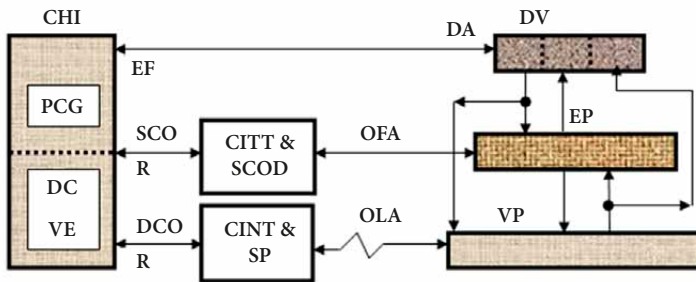 CHI
DA
DV
EF
PCG
EP
SCO
R
CITT &
SCOD
OFA
DC
VE
DCO
R
CINT &
SP
OLA
VP